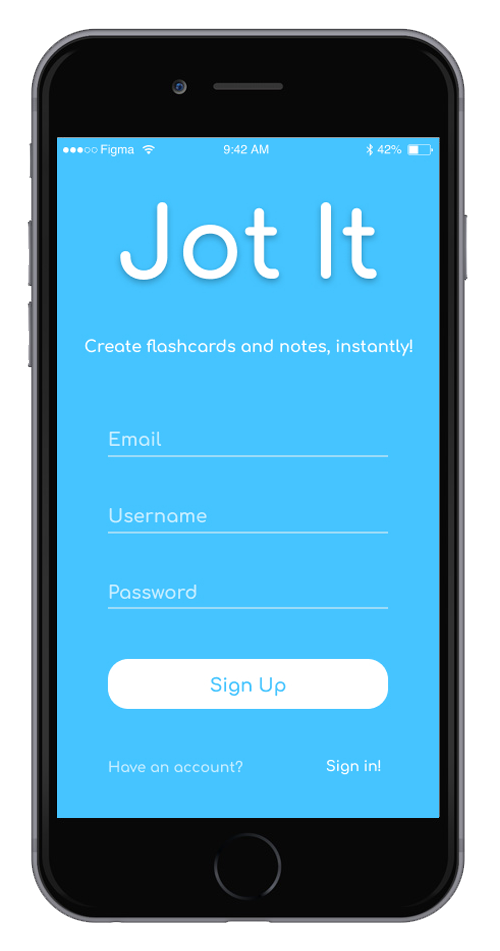 Figma 9:42 AM 42%
Jot It
Create flashcards and notes, instantly!
Email
Username
Password
Sign Up
Have an account? Sign in!